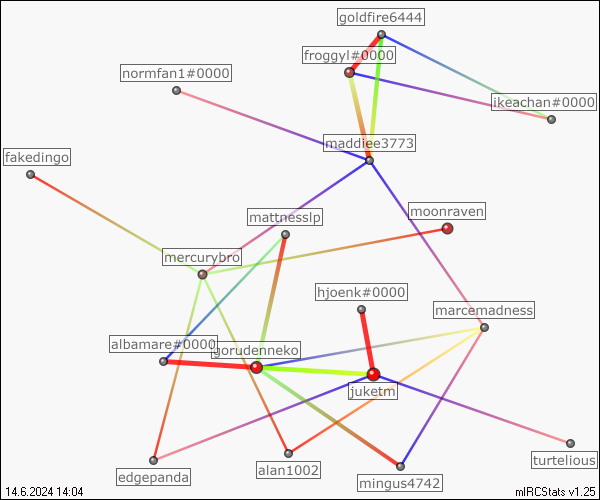 goldfire6444
froggyl#0000
normfan1#0000
ikeachan#0000
maddiee3773
fakedingo
moonraven
mattnesslp
mercurybro
hjoenk#0000
marcemadness
albamare#0000
gorudenneko
juketm
turtelious
alan1002
edgepanda
mingus4742
14.6.2024 14:04
mIRCStats v1.25